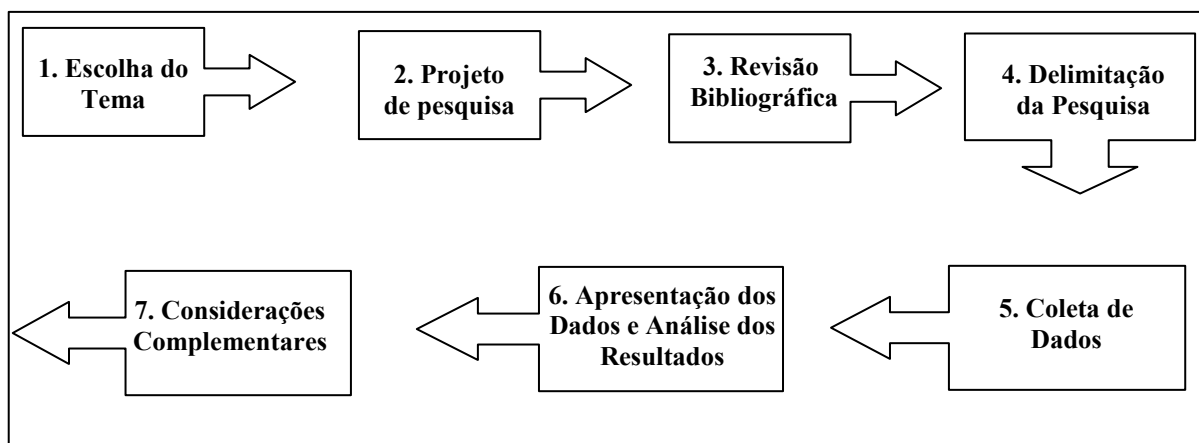 1. Escolha do
Tema
2. Projeto
de pesquisa
3. Revisão
Bibliográfica
4. Delimitação
da Pesquisa
5. Coleta de
Dados
6. Apresentação dos
Dados e Análise dos
Resultados
7. Considerações
Complementares